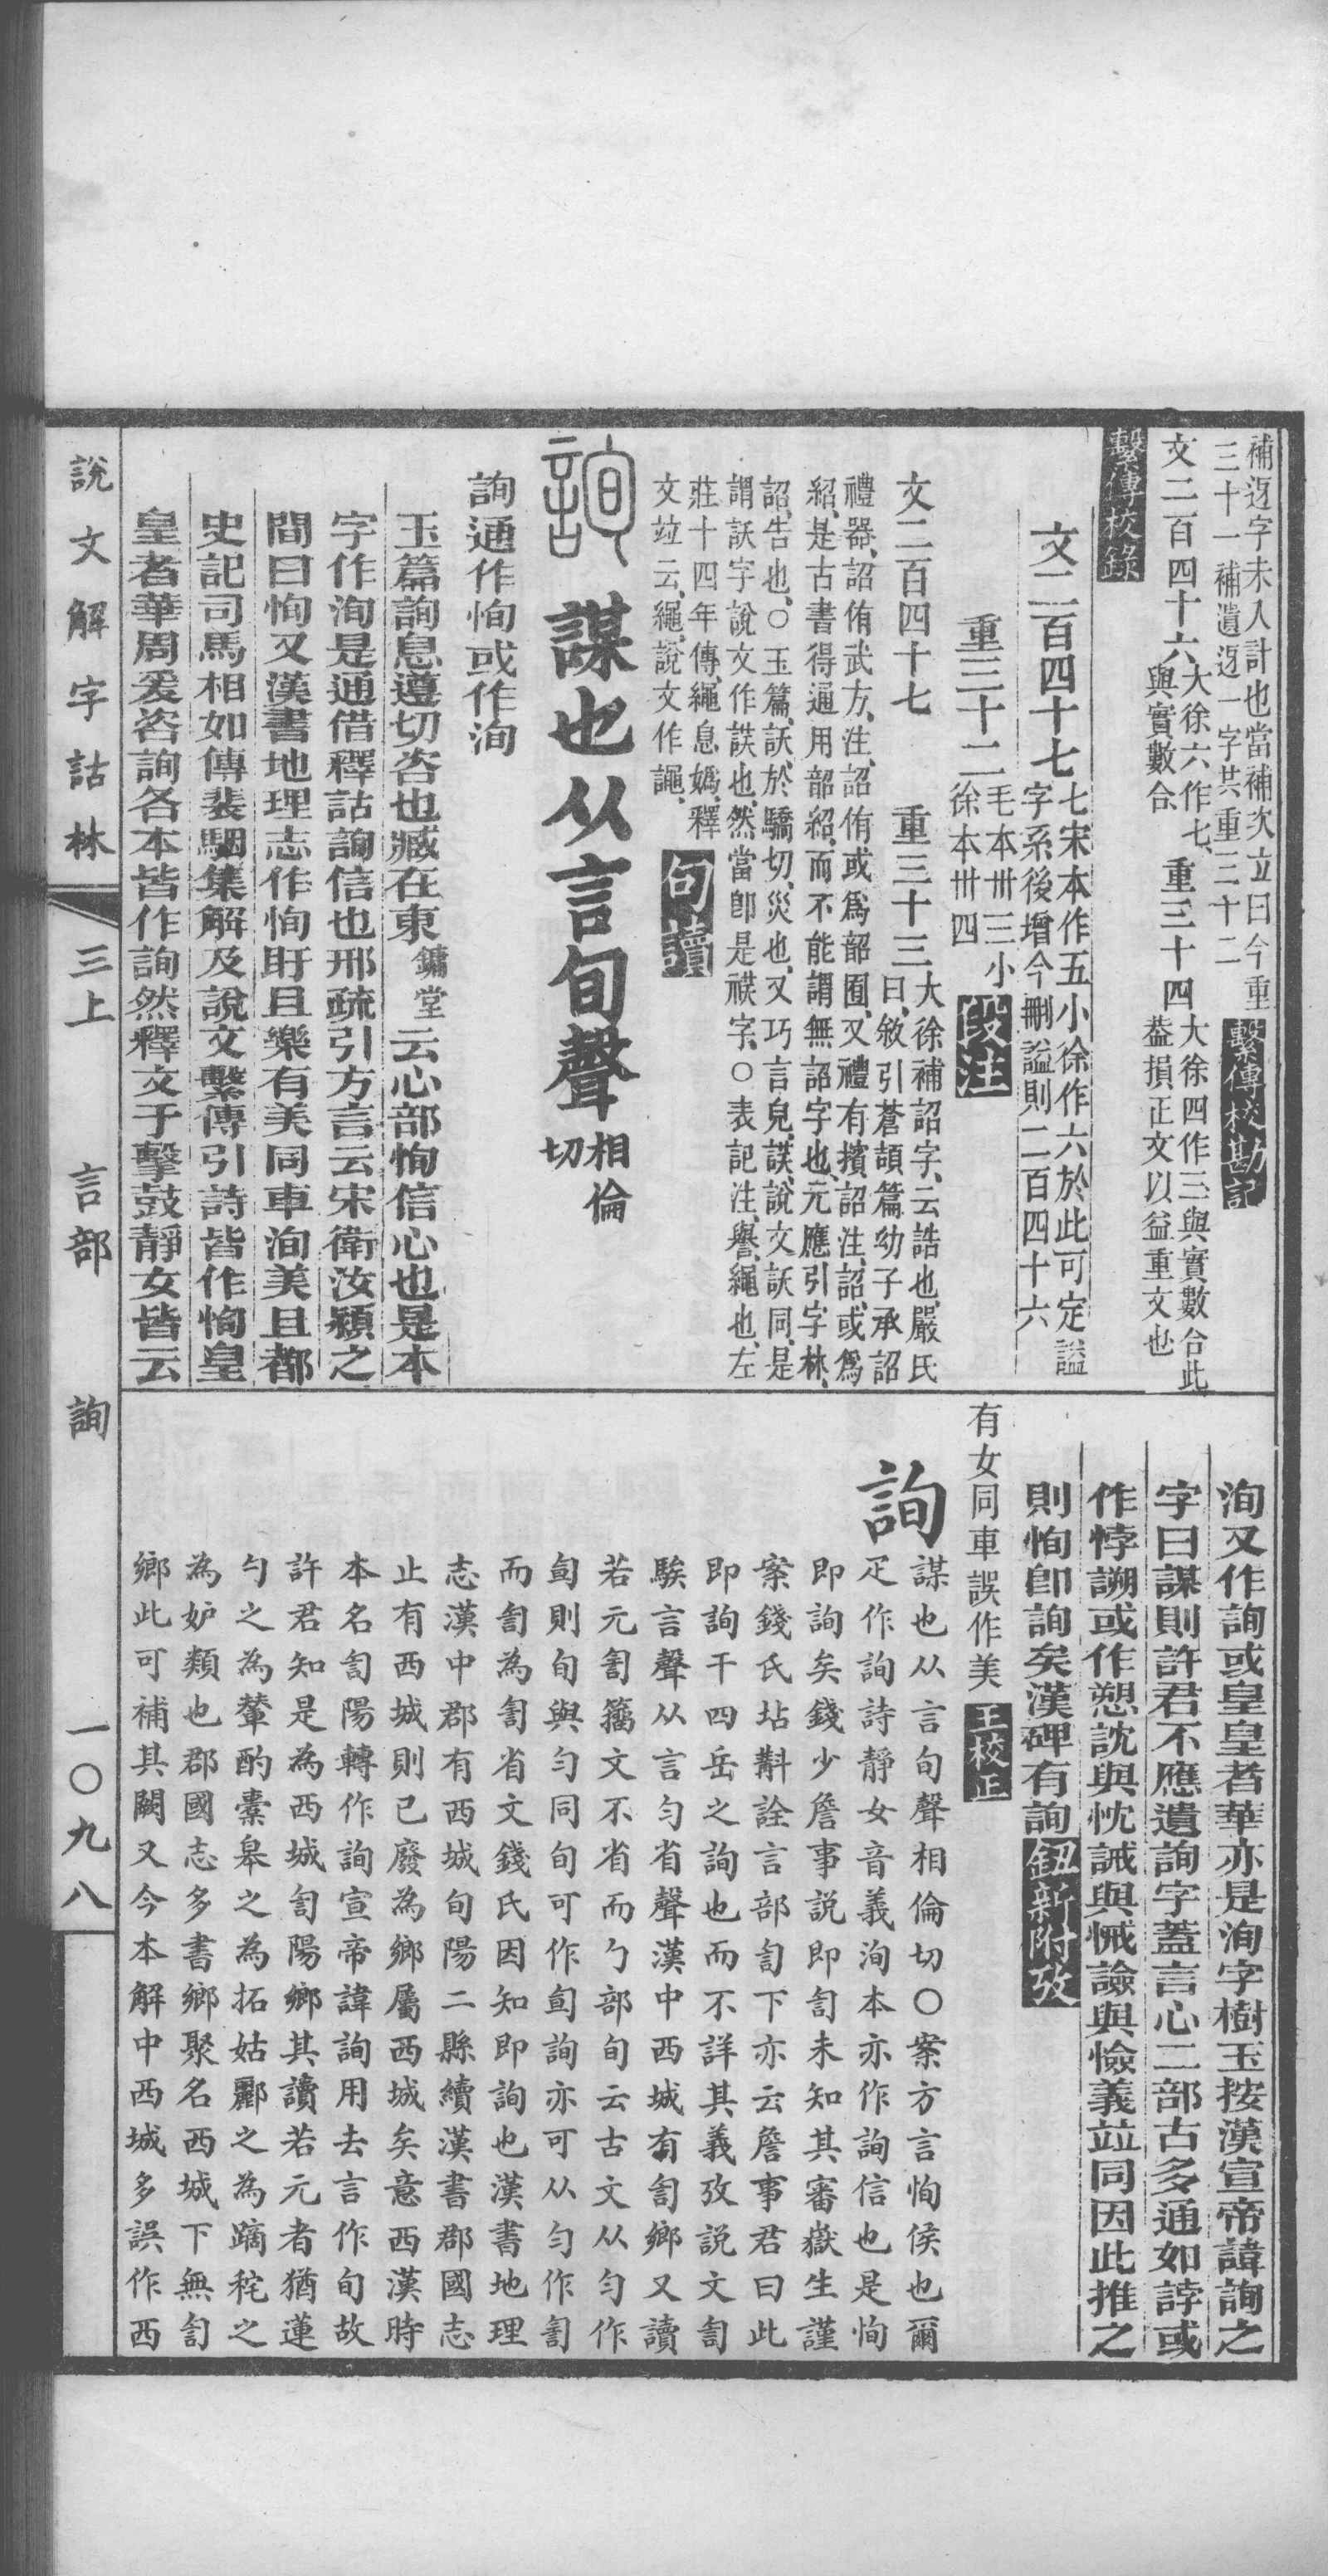 補迓字未入計也當補次立曰今重
三十一補遺迓一字共重三十二
繫傳校勘記
文二百四十六
大徐六作七
與實數合
重三十四
大徐四作三與實數合此
葢損正文以益重文也
繫傳校錄
文二百四十七
七宋本作五小徐作六於此可定謚
字系後增今刪謚則二百四十六
重三十二
毛本卅三小
徐本卅四
段注
文二百四十七
重三十三
大徐補詔字云誥也嚴氏
曰敘引蒼頡篇幼子承詔
禮器詔侑武方注詔侑或爲韶囿又禮有擯詔注詔或爲
紹是古書得通用韶紹而不能謂無詔字也元應引字林
詔告也○玉篇訞於驕切災也又巧言皃䛬說文訞同是
謂訞字說文作䛬也然當卽是䄏字○表記注譽繩也左
莊十四年傳繩息嬀釋
文竝云繩說文作譝
句讀
詢 謀也从言旬聲
相倫
切
詢通作恂或作洵
玉篇詢息遵切咨也臧在東鏞堂云心部恂信心也是本
字作洵是通借釋詁詢信也邢疏引方言云宋衛汝潁之
間曰恂又漢書地理志作恂盱且樂有美同車洵美且都
史記司馬相如傳裴駰集解及說文繫傳引詩皆作恂皇
皇者華周爰咨詢各本皆作詢然釋文于擊鼓靜女皆云
洵又作詢或皇皇者華亦是洵字樹玉按漢宣帝諱詢之
字曰謀則許君不應遺詢字蓋言心二部古多通如誖或
作悖謝或作愬訦與忱諴與悈譣與憸義竝同因此推之
則恂卽詢矣漢碑有詢
鈕新附攷
有女同車誤作美
王校正
詢
謀也从言旬聲相倫切○案方言恂侯也爾
疋作詢詩靜女音義洵本亦作詢信也是恂
即詢矣錢少詹事説即訇未知其審嶽生謹
案錢氏坫斠詮言部訇下亦云詹事君曰此
即詢干四岳之詢也而不詳其義攷説文訇
騃言聲从言勻省聲漢中西城有訇鄉又讀
若元訇籒文不省而勹部旬云古文从勻作
㔬則旬與勻同旬可作㔬詢亦可从勻作訇
而訇為訇省文錢氏因知即詢也漢書地理
志漢中郡有西城旬陽二縣續漢書郡國志
止有西城則已廢為鄉屬西城矣意西漢時
本名訇陽轉作詢宣帝諱詢用去言作旬故
許君知是為西城訇陽鄉其讀若元者猶蓮
勺之為輦酌橐皋之為拓姑酈之為蹢秺之
為妒類也郡國志多書鄉聚名西城下無訇
鄉此可補其闕又今本解中西城多誤作西
說文解字詁林 三上 言部 詢 一〇九八